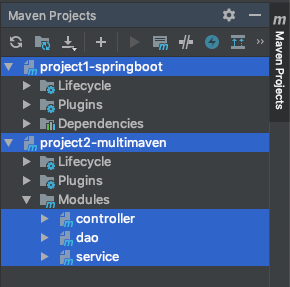 Maven Projects
project1-springboot
Lifecycle
Plugins
Dependencies
project2-multimaven
Lifecycle
Plugins
Modules
controller
dao
service
Maven Projects